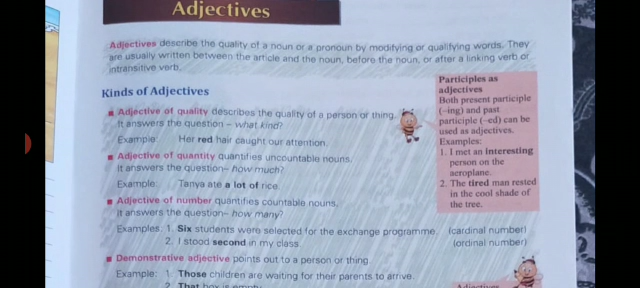 Adjectives
Adjectives describe the quality of a noun or a pronoun by modifying or qualifying words. They
are usually written between the article and the noun, before the noun, or after a linking verb or
intransitive verb.
Kinds of Adjectives
Adjective of quality describes the quality of a person or thing.
It answers the question – what kind?
Example: Her red hair caught our attention.
Adjective of quantity quantifies uncountable nouns.
It answers the question– how much?
Example: Tanya ate a lot of rice.
Adjective of number quantifies countable nouns.
It answers the question– how many?
Examples: 1. Six students were selected for the exchange programme. (cardinal number)
2. I stood second in my class. (ordinal number)
Demonstrative adjective points out to a person or thing.
Example: 1. Those children are waiting for their parents to arrive.
2. That box is empty
Participles as
adjectives
Both present participle
(–ing) and past
participle (–ed) can be
used as adjectives.
Examples:
1. I met an interesting
person on the
aeroplane.
2. The tired man rested
in the cool shade of
the tree.
Adjectives